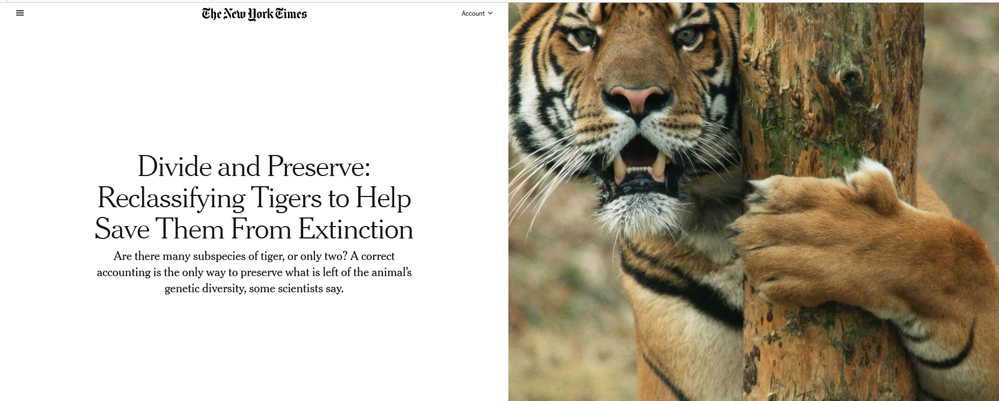 The New York Times
Account
Divide and Preserve:
Reclassifying Tigers to Help
Save Them From Extinction
Are there many subspecies of tiger, or only two? A correct
accounting is the only way to preserve what is left of the animal’s
genetic diversity, some scientists say.